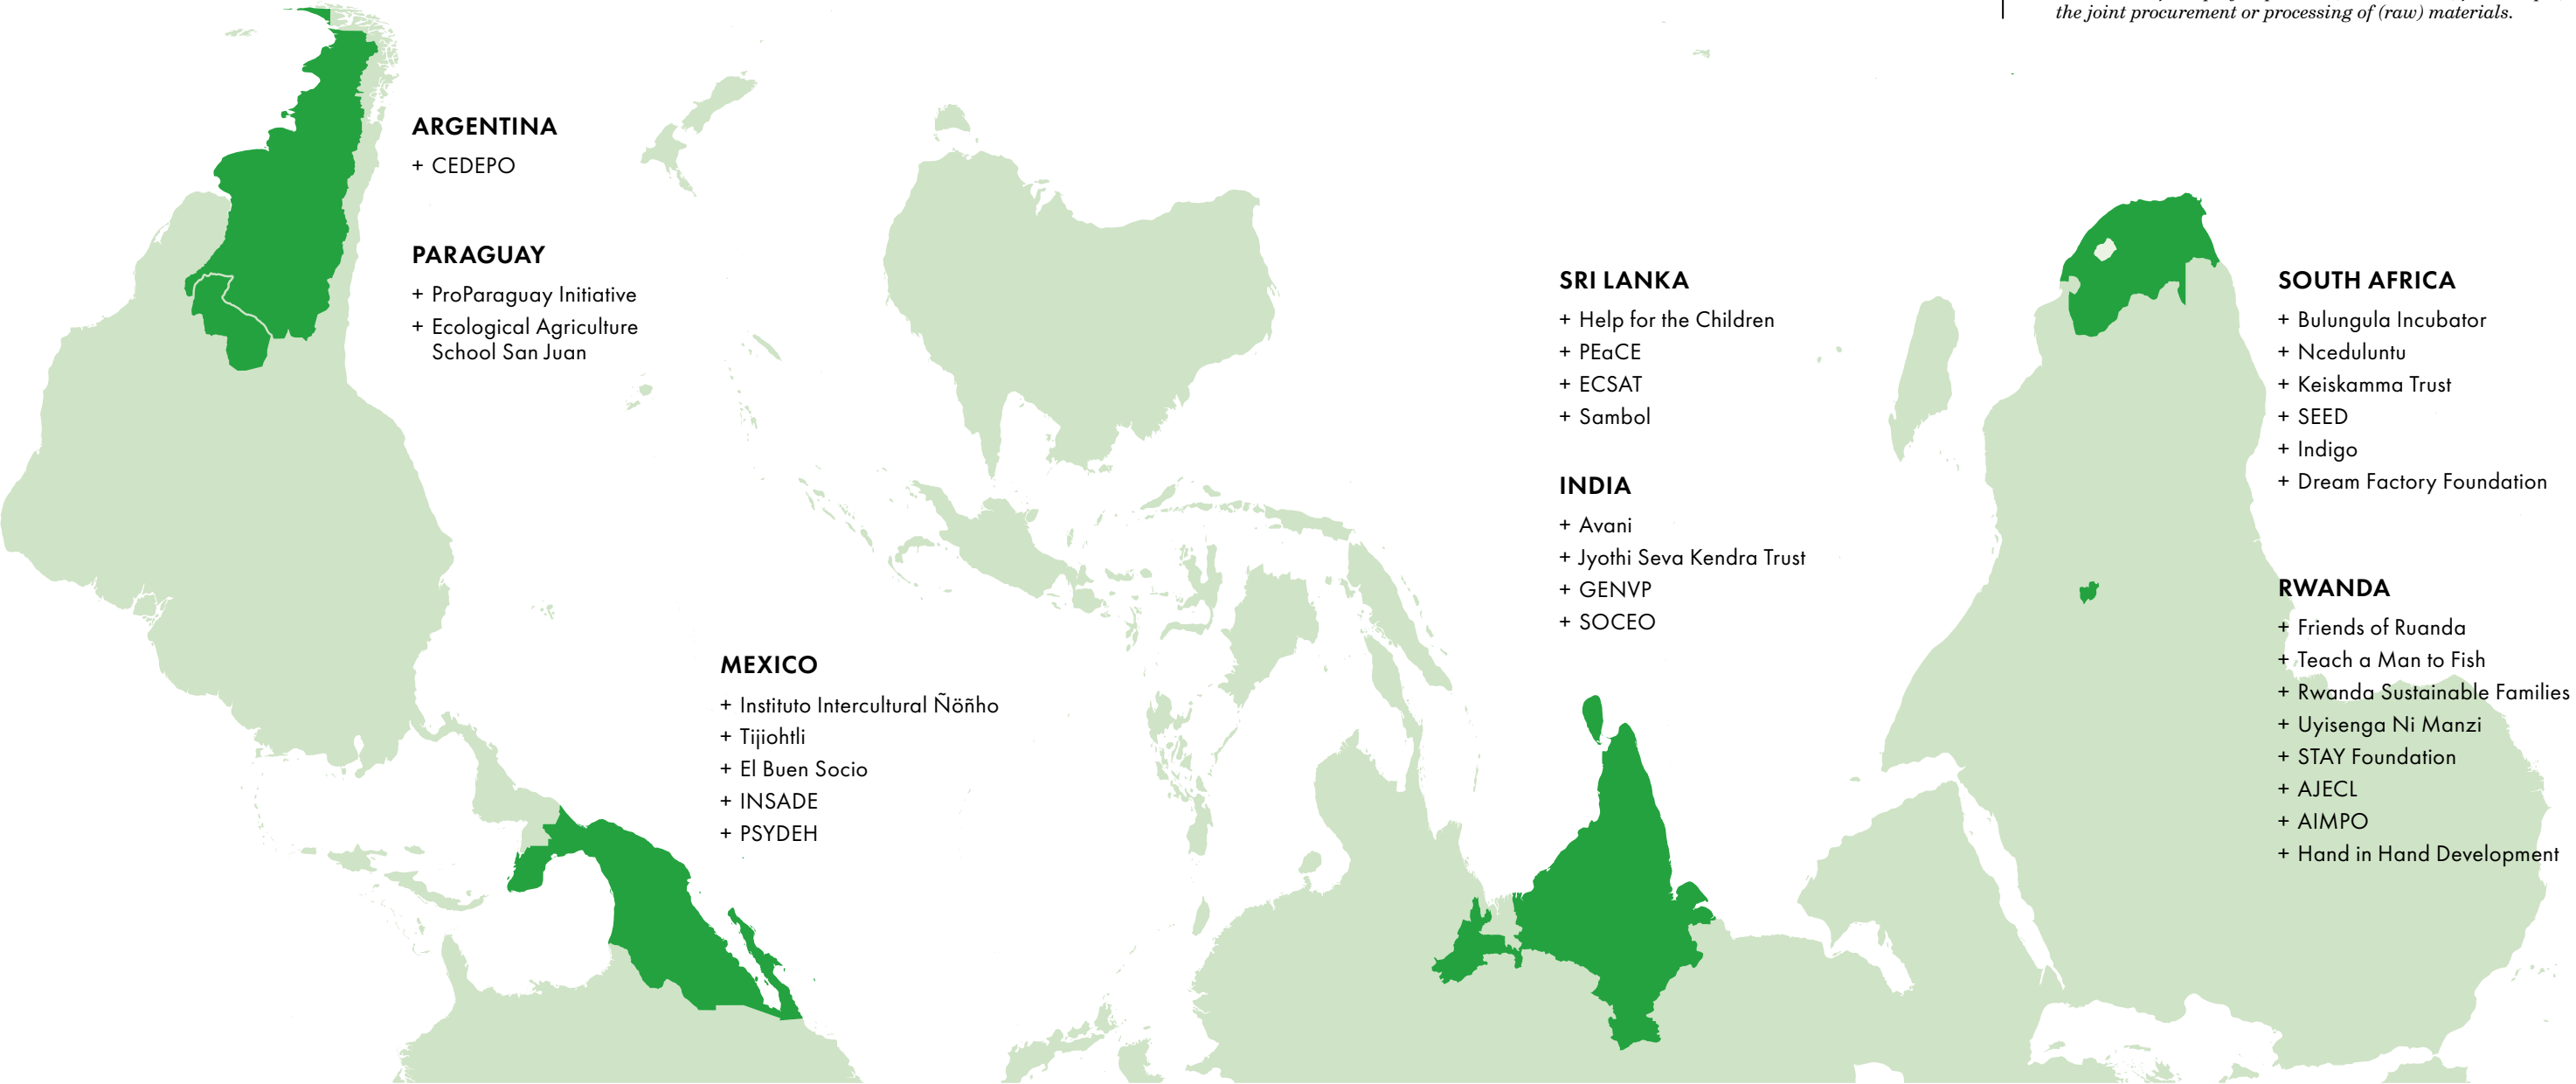 the joint procurement or processing of (raw) materials.
ARGENTINA
+ CEDEPO
PARAGUAY
+ ProParaguay Initiative
+ Ecological Agriculture
School San Juan
MEXICO
+ Instituto Intercultural Ñöñho
+ Tijiohtli
+ El Buen Socio
+ INSADE
+ PSYDEH
SRI LANKA
+ Help for the Children
+ PEaCE
+ ECSAT
+ Sambol
INDIA
+ Avani
+ Jyothi Seva Kendra Trust
+ GENVP
+ SOCEO
SOUTH AFRICA
+ Bulungula Incubator
+ Nceduluntu
+ Keiskamma Trust
+ SEED
+ Indigo
+ Dream Factory Foundation
RWANDA
+ Friends of Ruanda
+ Teach a Man to Fish
+ Rwanda Sustainable Families
+ Uyisenga Ni Manzi
+ STAY Foundation
+ AJECL
+ AIMPO
+ Hand in Hand Development